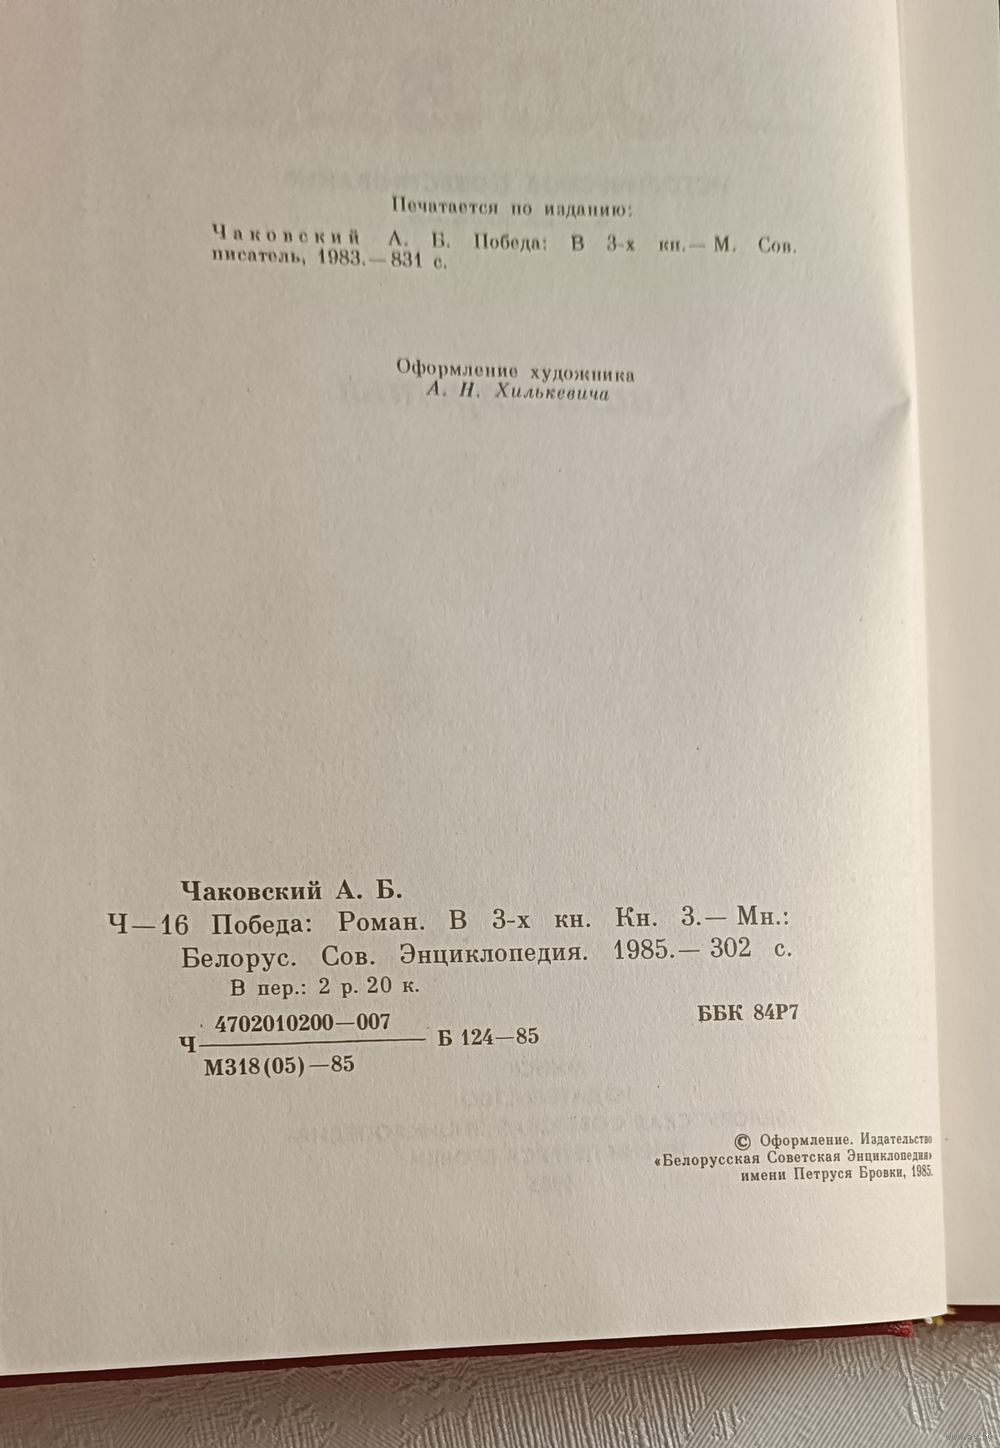 Печатается по изданию:
Чаковский А. Б. Победа: В 3-х кн.— М. Сов.
писатель, 1983.— 831 с.
Оформление художника
А. Н. Хилькевича
Чаковский А. Б.
Ч—16 Победа: Роман. В 3-х кн. Кн. 3.— Мн.:
Белорус. Сов. Энциклопедия. 1985.— 302 с.
В пер.: 2 р. 20 к.
4702010200—007
Ч Б 124—85 ББК 84Р7
М318(05)—85
© Оформление. Издательство
«Белорусская Советская Энциклопедия»
имени Петруся Бровки, 1985.